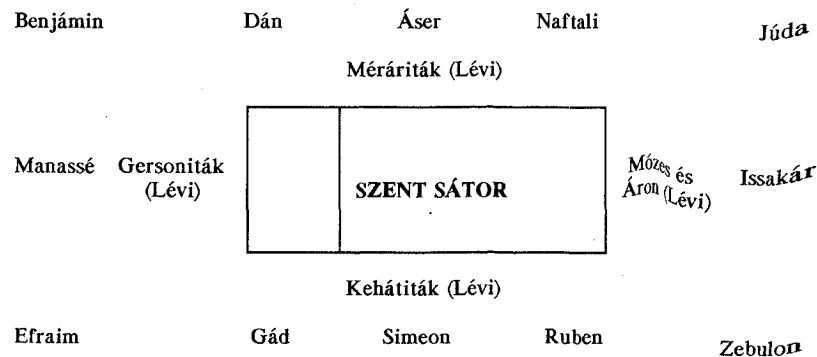 Benjámin Dán Áser Naftali Júda
Méráriták (Lévi)
Manassé Gersoniták (Lévi) SZENT SÁTOR Mózes és Áron (Lévi) Issakár
Kehátiták (Lévi)
Efraim Gád Simeon Ruben Zebulon